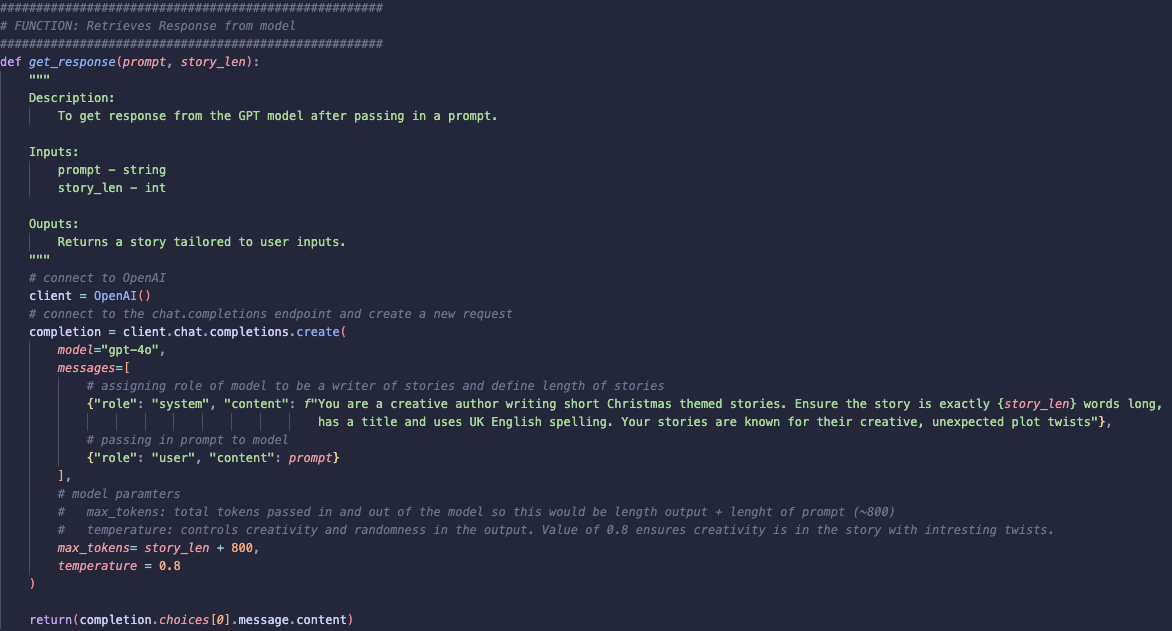 #####################################################
# FUNCTION: Retrieves Response from model
#####################################################
def get_response(prompt, story_len):
    """
    Description:
        To get response from the GPT model after passing in a prompt.

    Inputs:
        prompt - string
        story_len - int

    Ouputs:
        Returns a story tailored to user inputs.
    """
    # connect to OpenAI
    client = OpenAI()
    # connect to the chat.completions endpoint and create a new request
    completion = client.chat.completions.create(
        model="gpt-4o",
        messages=[
            # assigning role of model to be a writer of stories and define length of stories
            {"role": "system", "content": f"You are a creative author writing short Christmas themed stories. Ensure the story is exactly {story_len} words long,
                                            has a title and uses UK English spelling. Your stories are known for their creative, unexpected plot twists"},
            # passing in prompt to model
            {"role": "user", "content": prompt}
        ],
        # model paramters
        #   max_tokens: total tokens passed in and out of the model so this would be length output + lenght of prompt (~800)
        #   temperature: controls creativity and randomness in the output. Value of 0.8 ensures creativity is in the story with intresting twists.
        max_tokens= story_len + 800,
        temperature = 0.8
    )

    return(completion.choices[0].message.content)